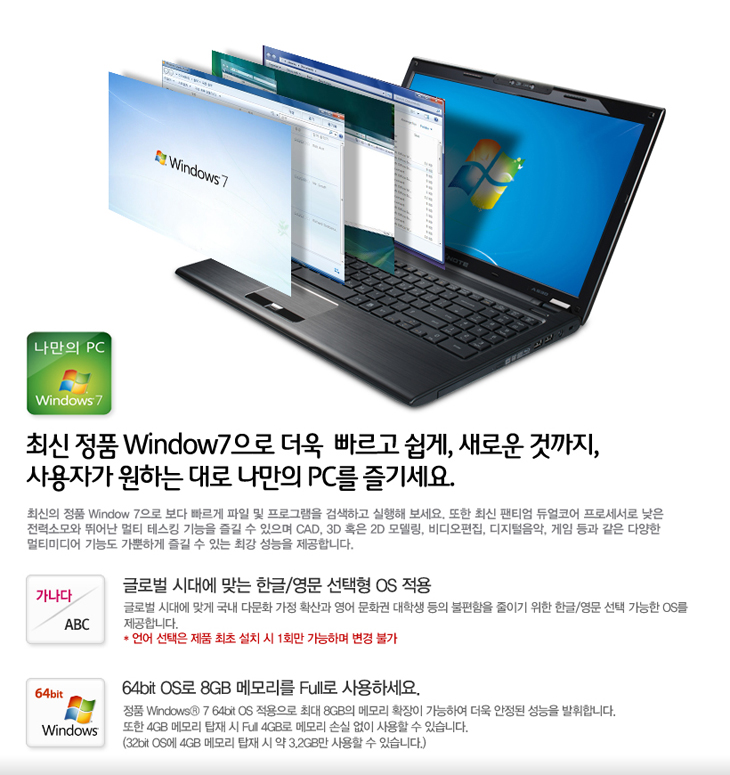 Windows 7
나만의 PC
Windows 7
최신 정품 Window7으로 더욱 빠르고 쉽게, 새로운 것까지,
사용자가 원하는 대로 나만의 PC를 즐기세요.
최신의 정품 Window 7으로 보다 빠르게 파일 및 프로그램을 검색하고 실행해 보세요. 또한 최신 팬티엄 듀얼코어 프로세서로 낮은
전력소모와 뛰어난 멀티 테스킹 기능을 즐길 수 있으며 CAD, 3D 혹은 2D 모델링, 비디오편집, 디지털음악, 게임 등과 같은 다양한
멀티미디어 기능도 가뿐하게 즐길 수 있는 최강 성능을 제공합니다.
가나다
ABC
글로벌 시대에 맞는 한글/영문 선택형 OS 적용
글로벌 시대에 맞게 국내 다문화 가정 확산과 영어 문화권 대학생 등의 불편함을 줄이기 위한 한글/영문 선택 가능한 OS를
제공합니다.
* 언어 선택은 제품 최초 설치 시 1회만 가능하며 변경 불가
64bit
Windows
64bit OS로 8GB 메모리를 Full로 사용하세요.
정품 Windows® 7 64bit OS 적용으로 최대 8GB의 메모리 확장이 가능하여 더욱 안정된 성능을 발휘합니다.
또한 4GB 메모리 탑재 시 Full 4GB로 메모리 손실 없이 사용할 수 있습니다.
(32bit OS에 4GB 메모리 탑재 시 약 3.2GB만 사용할 수 있습니다.)